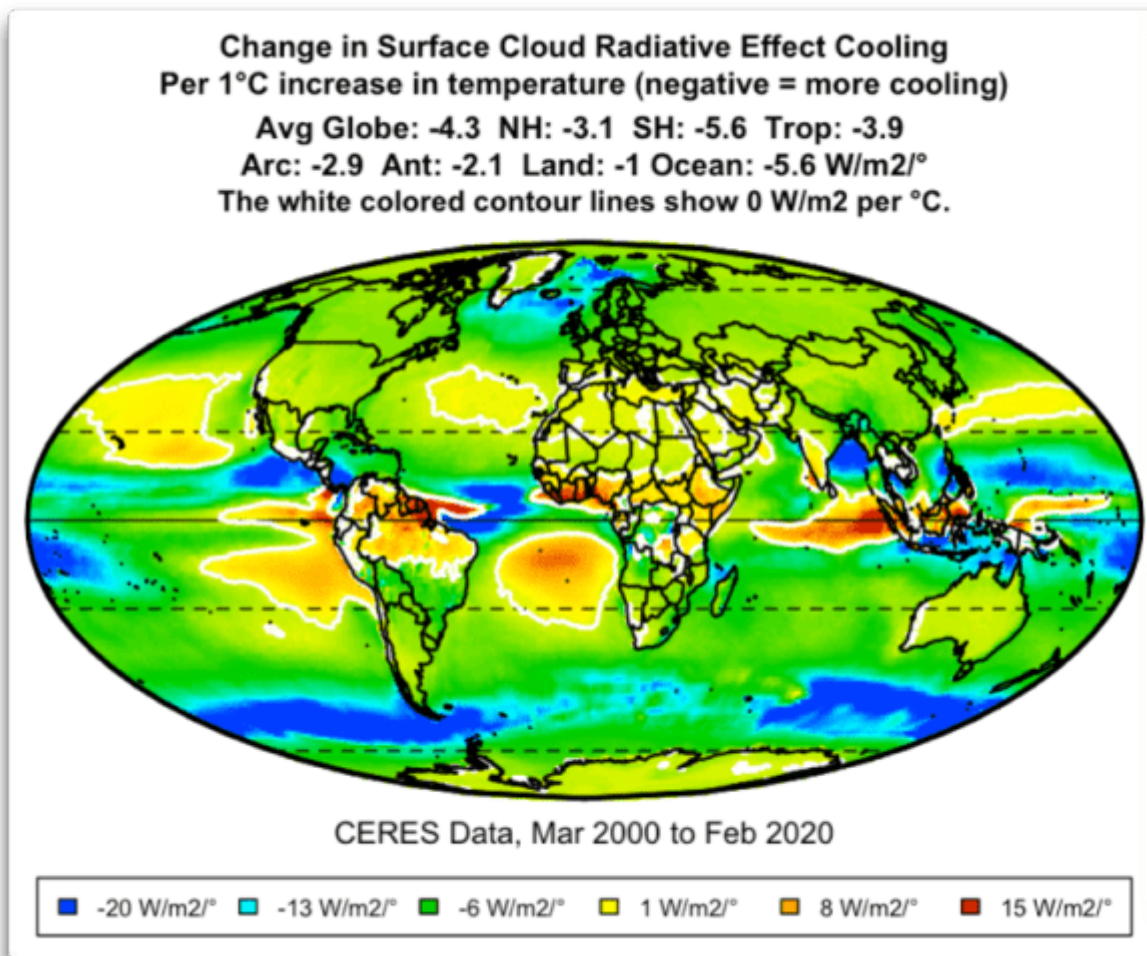 Change in Surface Cloud Radiative Effect Cooling
Per 1°C increase in temperature (negative = more cooling)
Avg Globe: -4.3 NH: -3.1 SH: -5.6 Trop: -3.9
Arc: -2.9 Ant: -2.1 Land: -1 Ocean: -5.6 W/m2/°
The white colored contour lines show 0 W/m2 per °C.
CERES Data, Mar 2000 to Feb 2020
-20 W/m2/° -13 W/m2/° -6 W/m2/° 1 W/m2/° 8 W/m2/° 15 W/m2/°